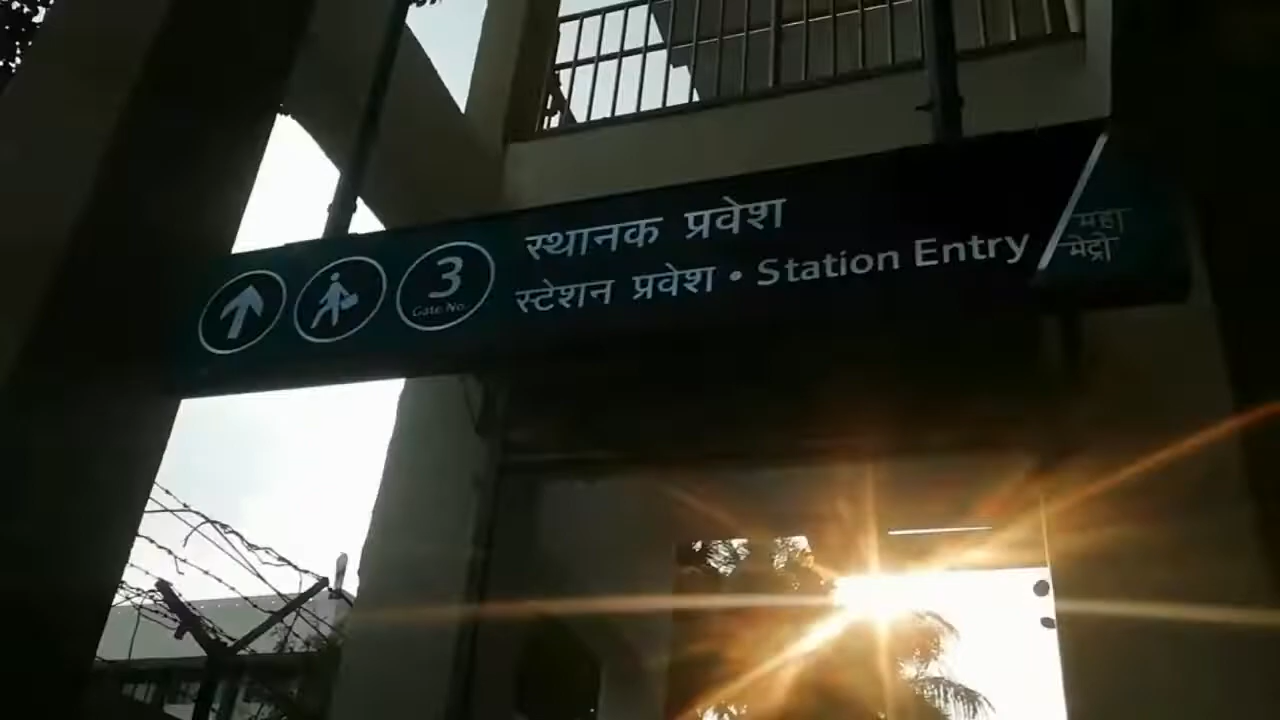 3
Gate No.
स्थानक प्रवेश
स्टेशन प्रवेश • Station Entry
महा
मेट्रो